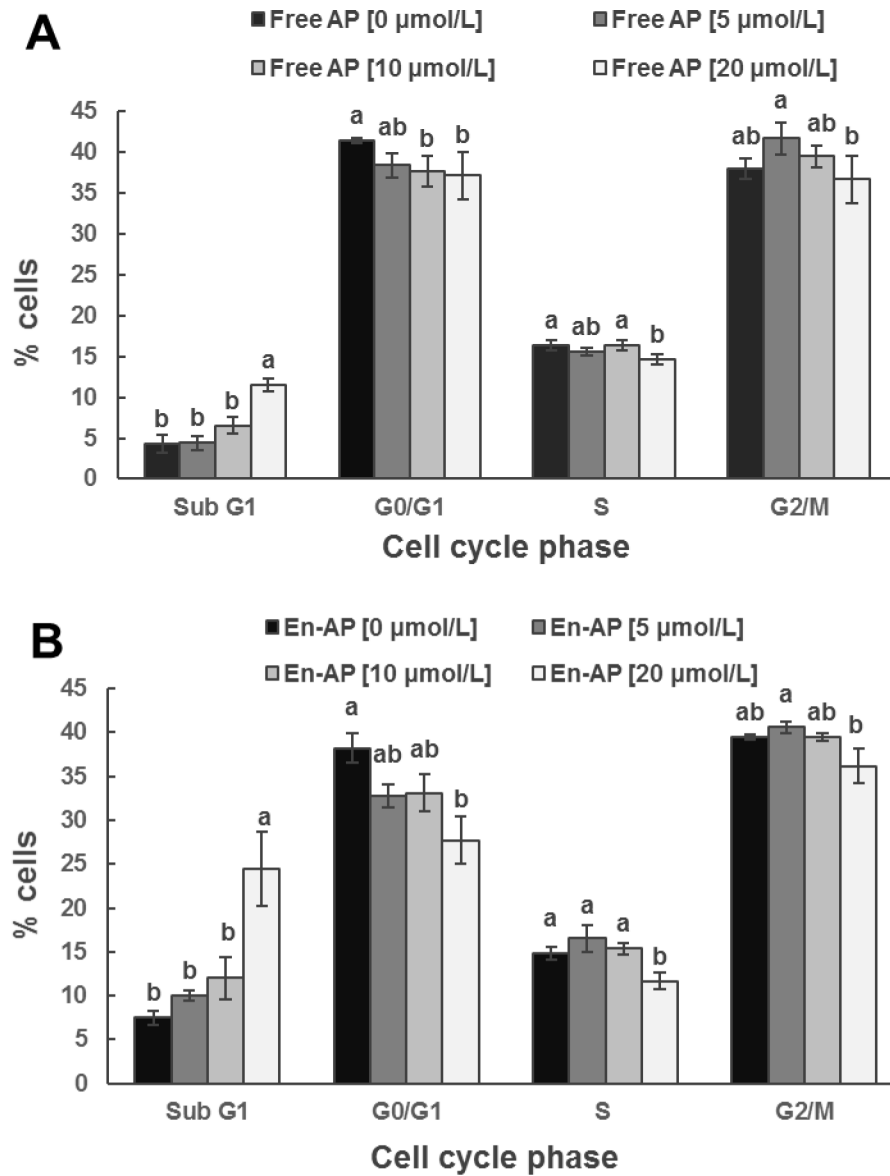 A
Free AP [0 µmol/L] Free AP [5 µmol/L]
Free AP [10 µmol/L] Free AP [20 µmol/L]
45
40
35
30
25
20
15
10
5
0
% cells
b b b a
a ab b b
a ab a b
ab a ab b
Sub G1 G0/G1 S G2/M
Cell cycle phase
B
En-AP [0 µmol/L] En-AP [5 µmol/L]
En-AP [10 µmol/L] En-AP [20 µmol/L]
45
40
35
30
25
20
15
10
5
0
% cells
b b b a
a ab ab b
a a a b
ab a ab b
Sub G1 G0/G1 S G2/M
Cell cycle phase